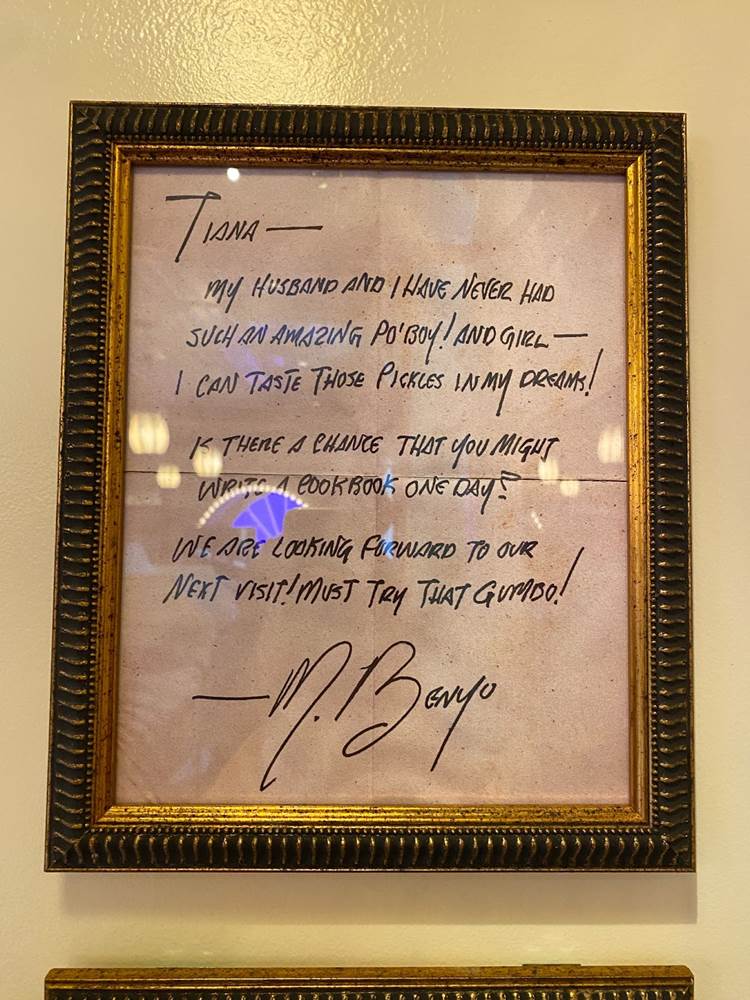 TIANA —
MY HUSBAND AND I HAVE NEVER HAD
SUCH AN AMAZING PO'BOY! AND GIRL —
I CAN TASTE THOSE PICKLES IN MY DREAMS!
IS THERE A CHANCE THAT YOU MIGHT
WRITE A COOKBOOK ONE DAY?
WE ARE LOOKING FORWARD TO OUR
NEXT VISIT! MUST TRY THAT GUMBO!
— M. BENYO